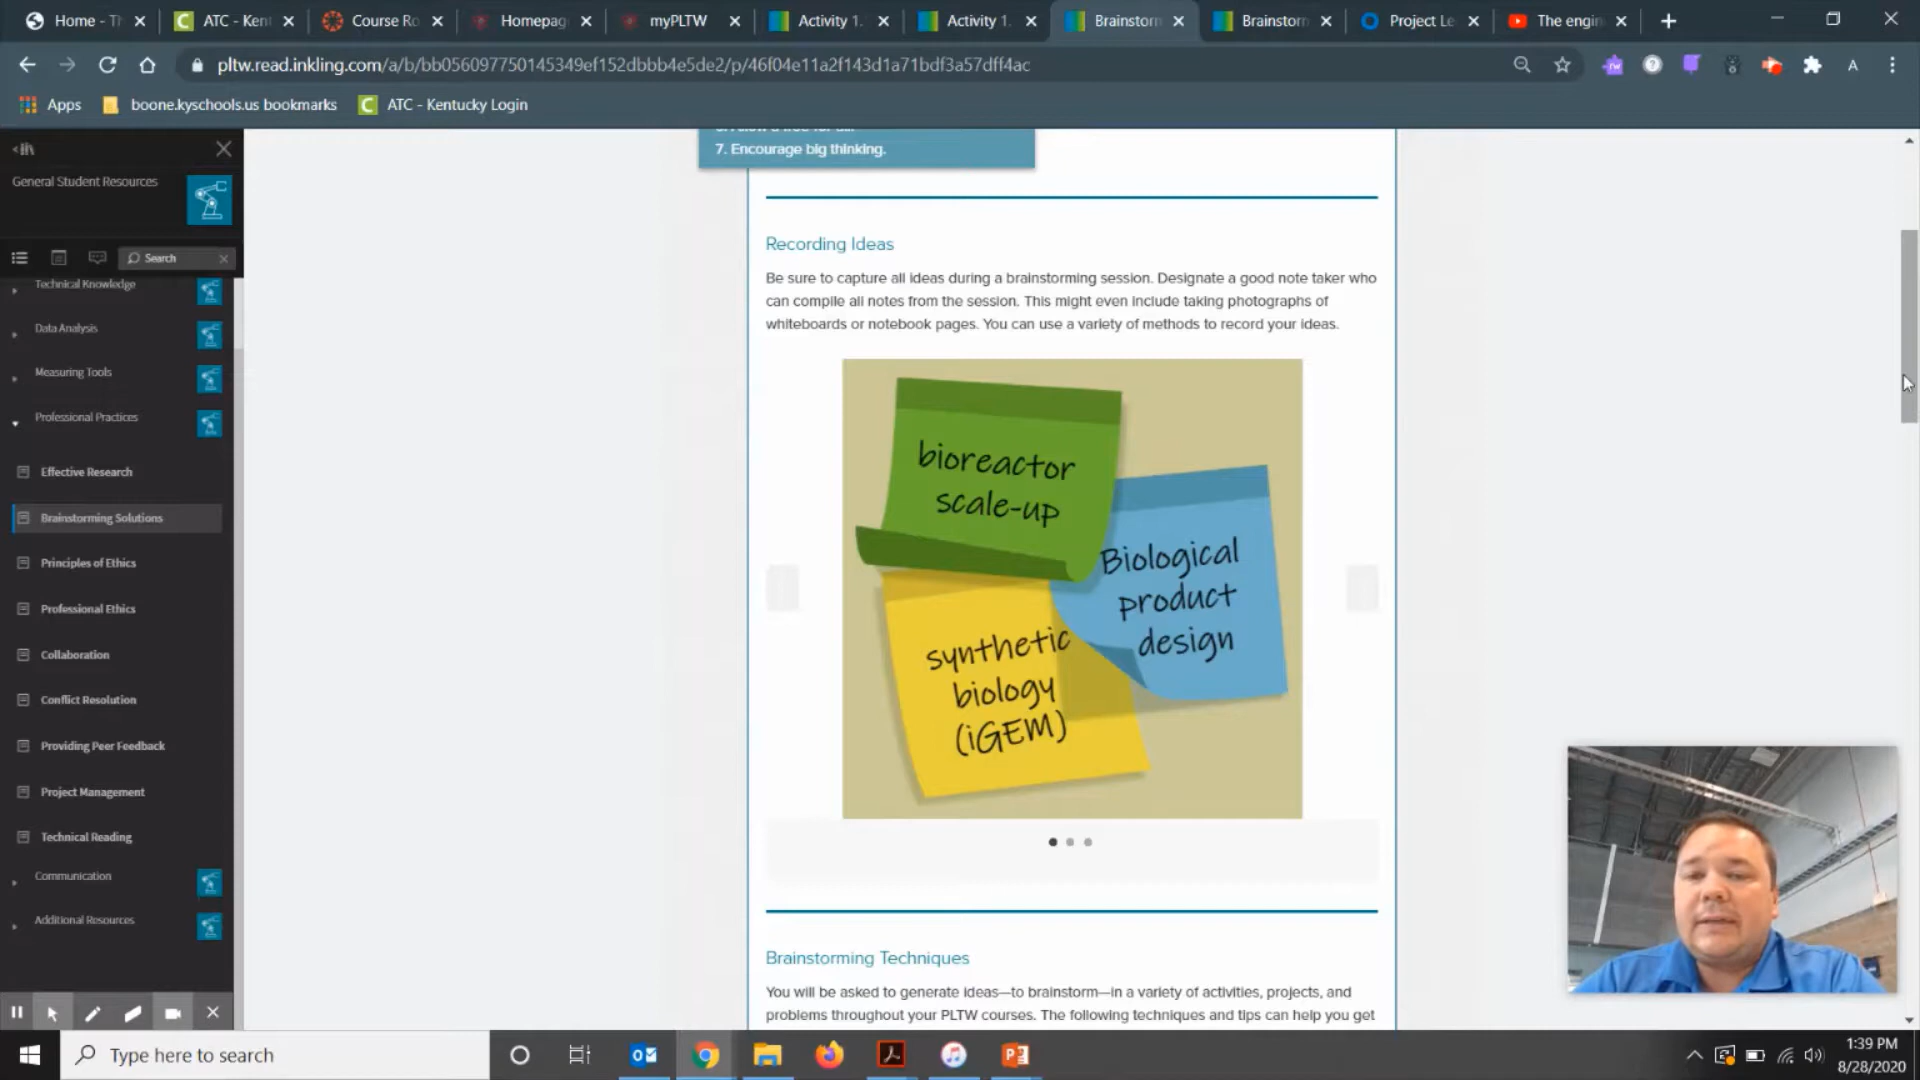 Home - Th
ATC - Kent
Course Ro
Homepag
myPLTW
Activity 1.
Activity 1.
Brainstorm
Brainstorm
Project Le
The engin
pltw.read.inkling.com/a/b/bb056097750145349ef152dbbb4e5de2/p/46f04e11a2f143d1a71bdf3a57dff4ac
A
Apps
boone.kyschools.us bookmarks
ATC - Kentucky Login
General Student Resources
Search
Technical Knowledge
Data Analysis
Measuring Tools
Professional Practices
Effective Research
Brainstorming Solutions
Principles of Ethics
Professional Ethics
Collaboration
Conflict Resolution
Providing Peer Feedback
Project Management
Technical Reading
Communication
Additional Resources
7. Encourage big thinking.
Recording Ideas
Be sure to capture all ideas during a brainstorming session. Designate a good note taker who
can compile all notes from the session. This might even include taking photographs of
whiteboards or notebook pages. You can use a variety of methods to record your ideas.
bioreactor
scale-up
Biological
product
design
synthetic
biology
(iGEM)
Brainstorming Techniques
You will be asked to generate ideas—to brainstorm—in a variety of activities, projects, and
problems throughout your PLTW courses. The following techniques and tips can help you get
Type here to search
1:39 PM
8/28/2020